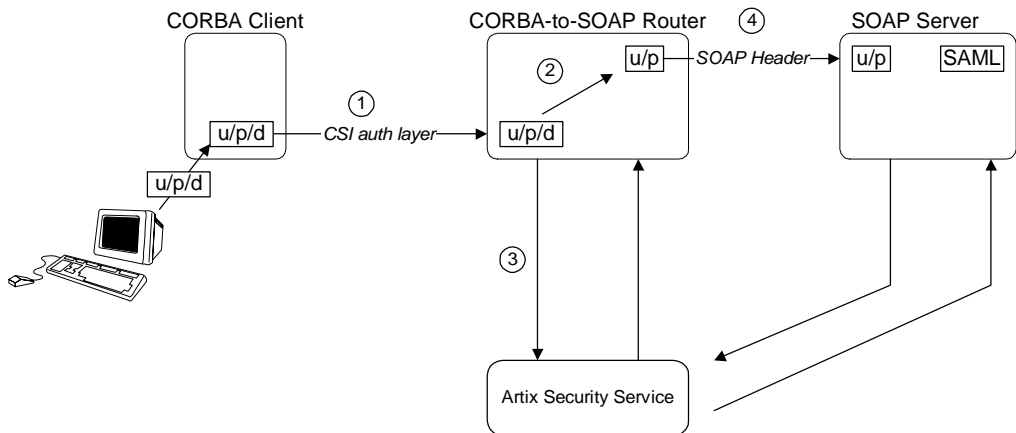 CORBA Client
CORBA-to-SOAP Router
4
SOAP Server
u/p
SOAP Header
u/p
SAML
2
1
u/p/d
CSI auth layer
u/p/d
u/p/d
3
Artix Security Service